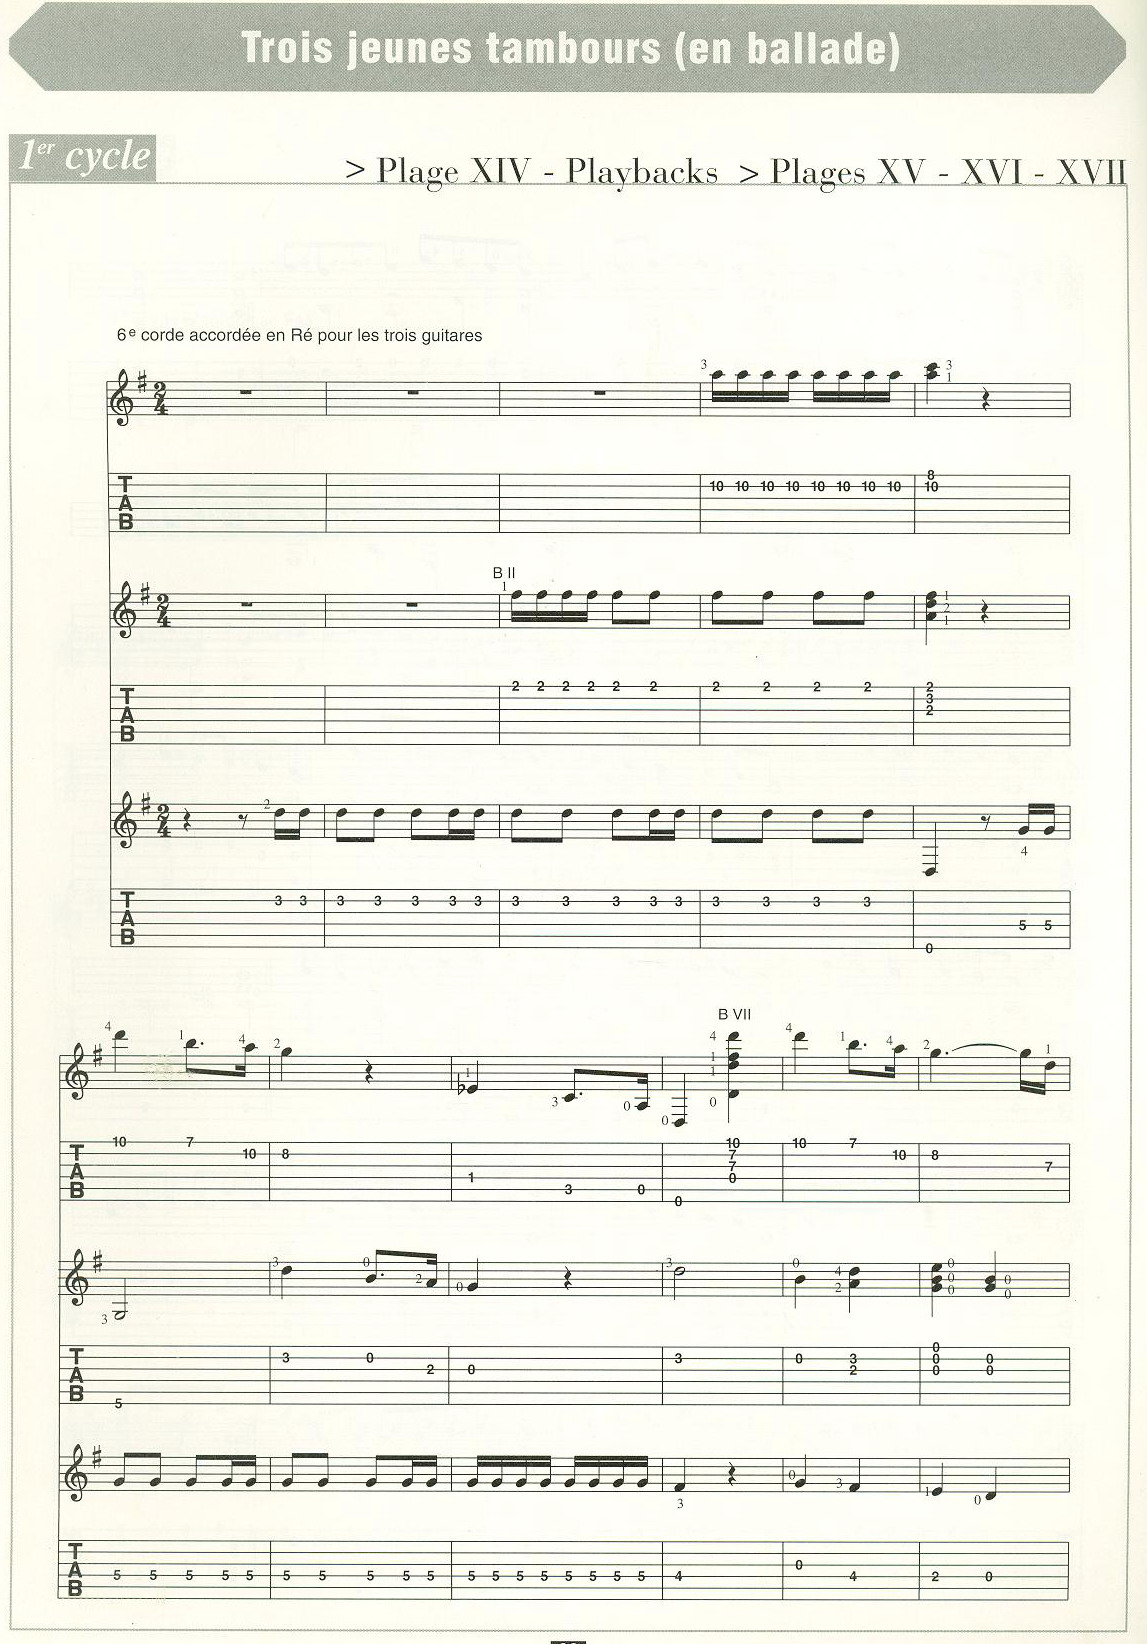 Trois jeunes tambours (en ballade)
1er cycle
> Plage XIV - Playbacks > Plages XV - XVI - XVII
6e corde accordée en Ré pour les trois guitares
2 4
3
3
1
T A B
10 10 10 10 10 10 10 10
8
10
B II
2 4
1
1
2
1
T A B
2 2 2 2 2 2 2 2 2 2
2
3
2
2 4
2
4
T A B
3 3 3 3 3 3 3 3 3 3 3 3 3 3 3 3
5 5
0
B VII
4 1 4 2 1 3 0 0
4
1
1
0
4 1 4 2 1
T A B
10 7 10 8 1 3 0 0
10
7
7
0
10 7 10 8 7
3 3 0 2 0 3 0
4
2
0
0
0
0
0
T A B
5 3 0 2 0 3 0
3
2
0
0
0
0
0
3 0 3 1 0
T A B
5 5 5 5 5 5 5 5 5 5 5 5 5 5 5 5 5 5 4 0 4 2 0